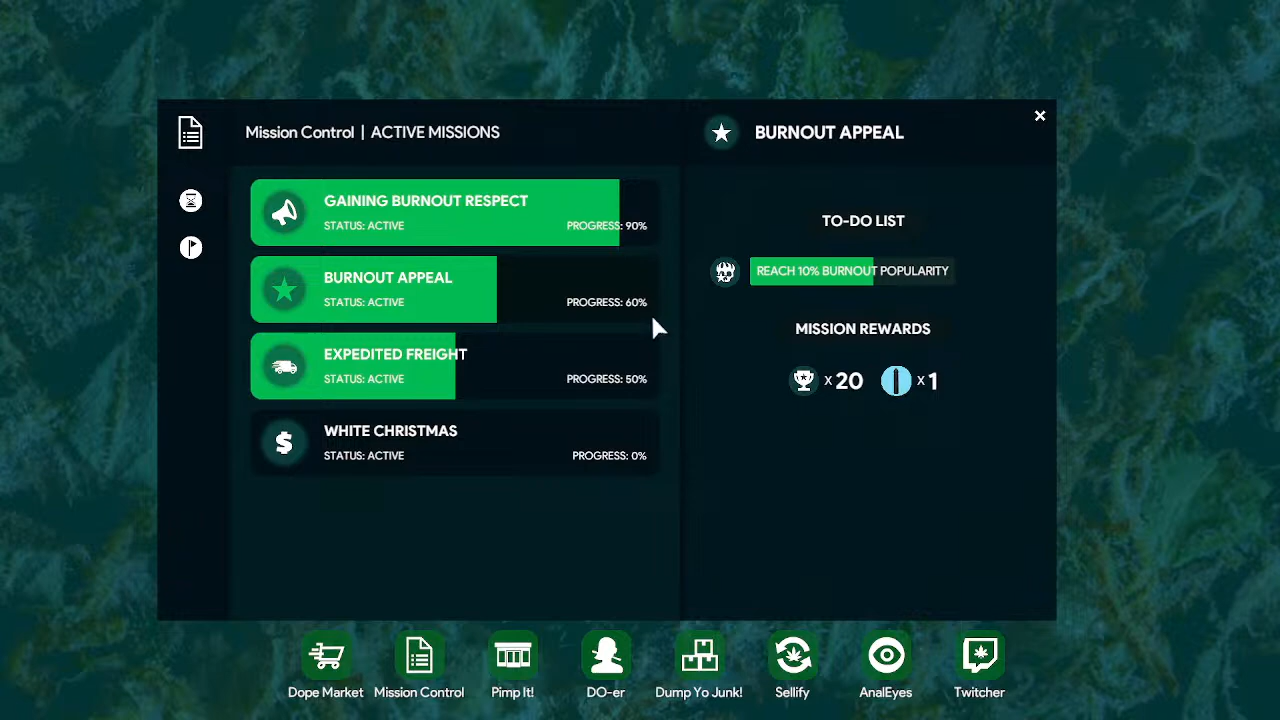 Mission Control | ACTIVE MISSIONS
BURNOUT APPEAL
GAINING BURNOUT RESPECT
STATUS: ACTIVE PROGRESS: 90%
BURNOUT APPEAL
STATUS: ACTIVE PROGRESS: 60%
EXPEDITED FREIGHT
STATUS: ACTIVE PROGRESS: 50%
WHITE CHRISTMAS
STATUS: ACTIVE PROGRESS: 0%
TO-DO LIST
REACH 10% BURNOUT POPULARITY
MISSION REWARDS
x 20 x 1
Dope Market Mission Control Pimp It! DO-er Dump Yo Junk! Sellify AnalEyes Twitcher